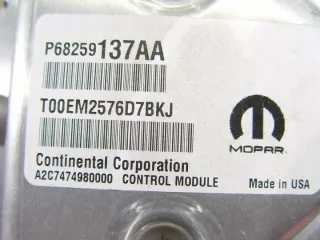 P68259137AA
T00EM2576D7BKJ
MOPAR
Continental Corporation
A2C7474980000 CONTROL MODULE
Made in USA